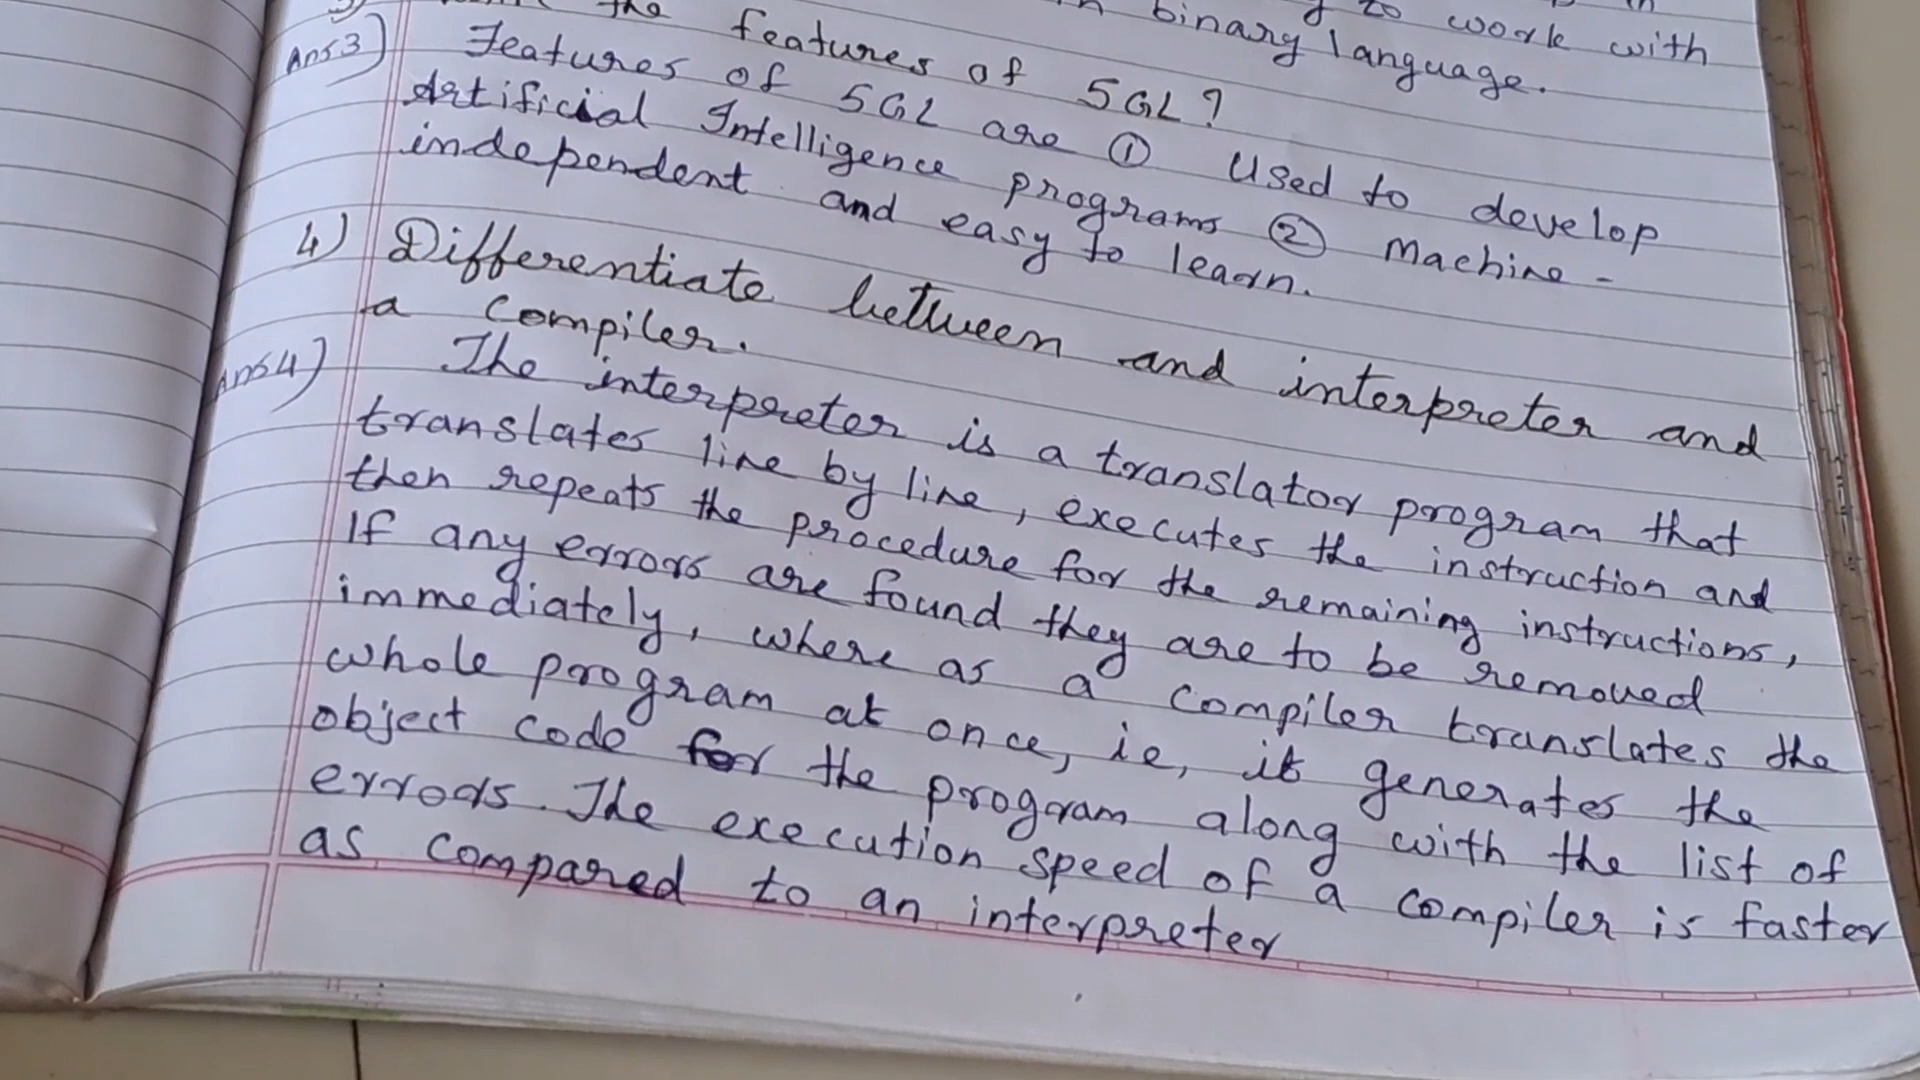 to work with
in binary language.
the features of 5GL?
Ans3) Features of 5GL are ① Used to develop
Artificial Intelligence programs ② Machine-
independent and easy to learn.
4) Differentiate between and interpreter and
a compiler.
Ans4) The interpreter is a translator program that
translates line by line, executes the instruction and
then repeats the procedure for the remaining instructions,
If any errors are found they are to be removed
immediately, where as a compiler translates the
whole program at once, ie, it generates the
object code for the program along with the list of
errors. The execution speed of a compiler is faster
as compared to an interpreter